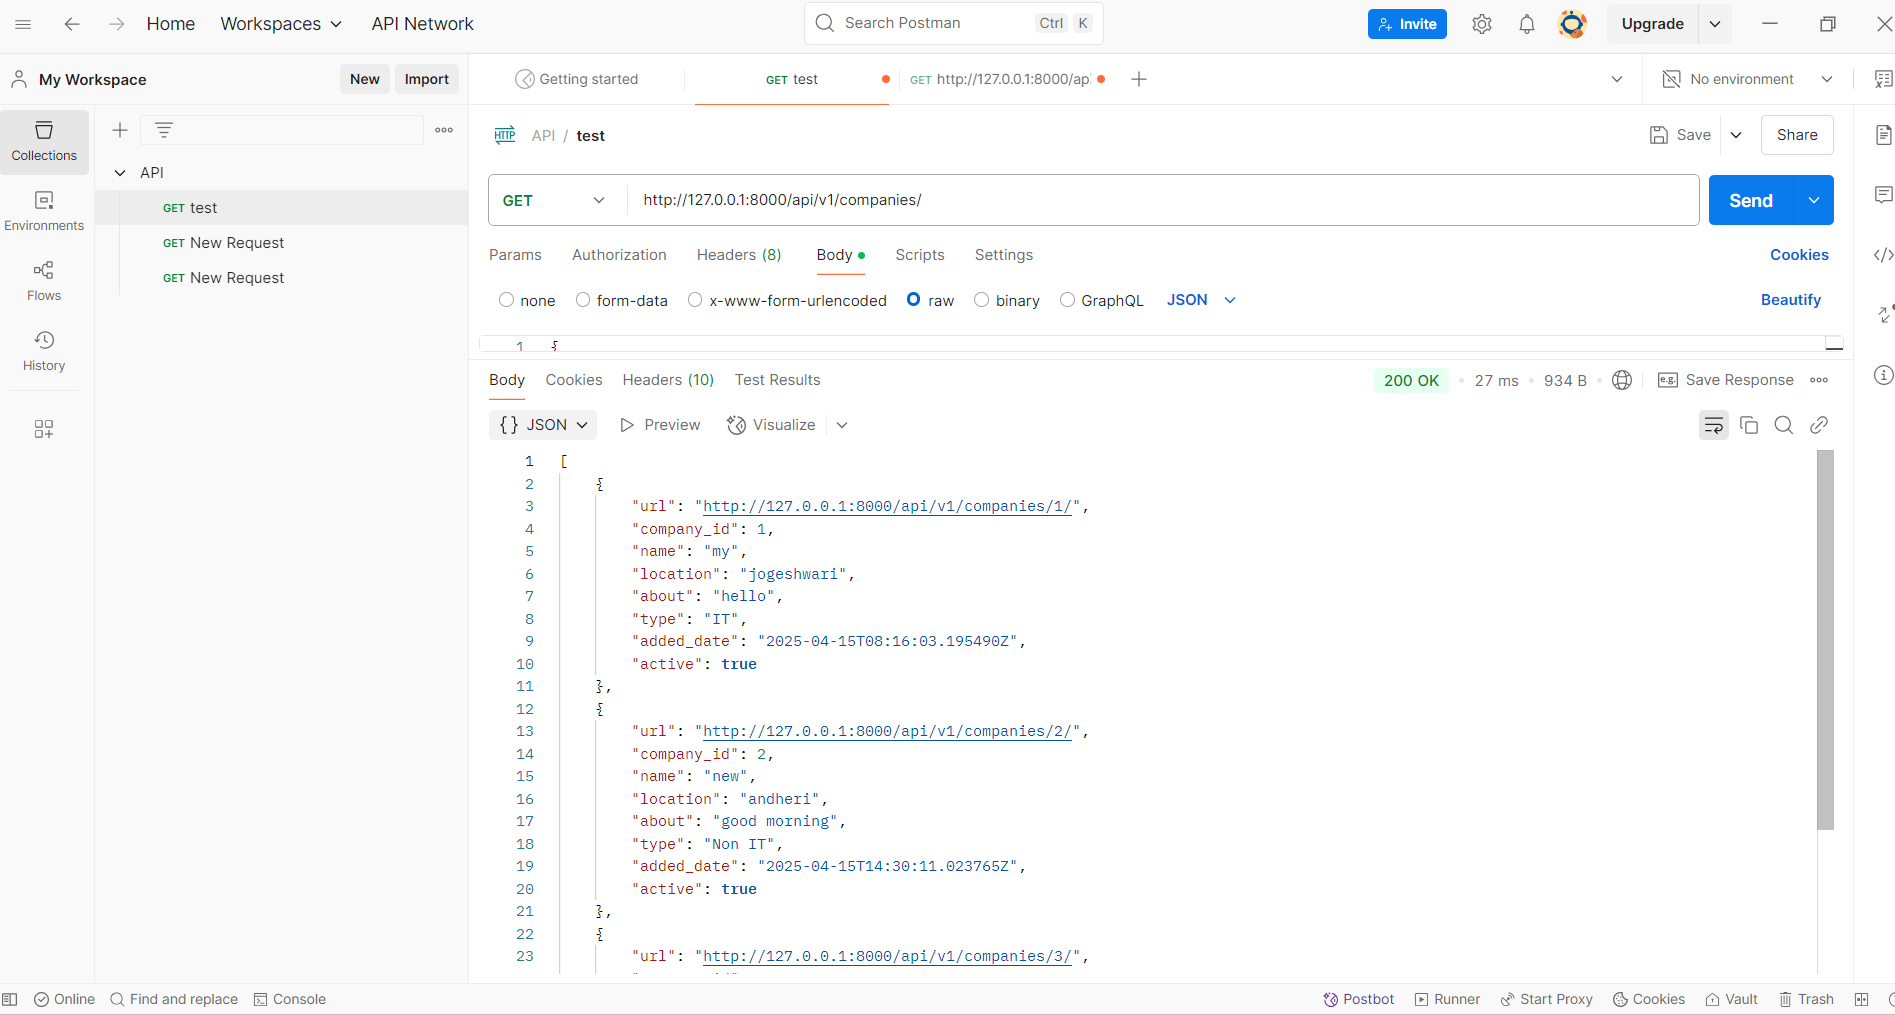 Home Workspaces API Network Search Postman Ctrl K Invite Upgrade
My Workspace New Import Getting started GET test GET http://127.0.0.1:8000/ap No environment
Collections
API / test Save Share
API
GET test
GET http://127.0.0.1:8000/api/v1/companies/ Send
Environments
GET New Request
Params Authorization Headers (8) Body Scripts Settings Cookies
GET New Request
Flows
none form-data x-www-form-urlencoded raw binary GraphQL JSON Beautify
1 {
History
Body Cookies Headers (10) Test Results 200 OK 27 ms 934 B e.g. Save Response
{} JSON Preview Visualize
1 [
2 {
3 "url": "http://127.0.0.1:8000/api/v1/companies/1/",
4 "company_id": 1,
5 "name": "my",
6 "location": "jogeshwari",
7 "about": "hello",
8 "type": "IT",
9 "added_date": "2025-04-15T08:16:03.195490Z",
10 "active": true
11 },
12 {
13 "url": "http://127.0.0.1:8000/api/v1/companies/2/",
14 "company_id": 2,
15 "name": "new",
16 "location": "andheri",
17 "about": "good morning",
18 "type": "Non IT",
19 "added_date": "2025-04-15T14:30:11.023765Z",
20 "active": true
21 },
22 {
23 "url": "http://127.0.0.1:8000/api/v1/companies/3/",
Online Find and replace Console Postbot Runner Start Proxy Cookies Vault Trash